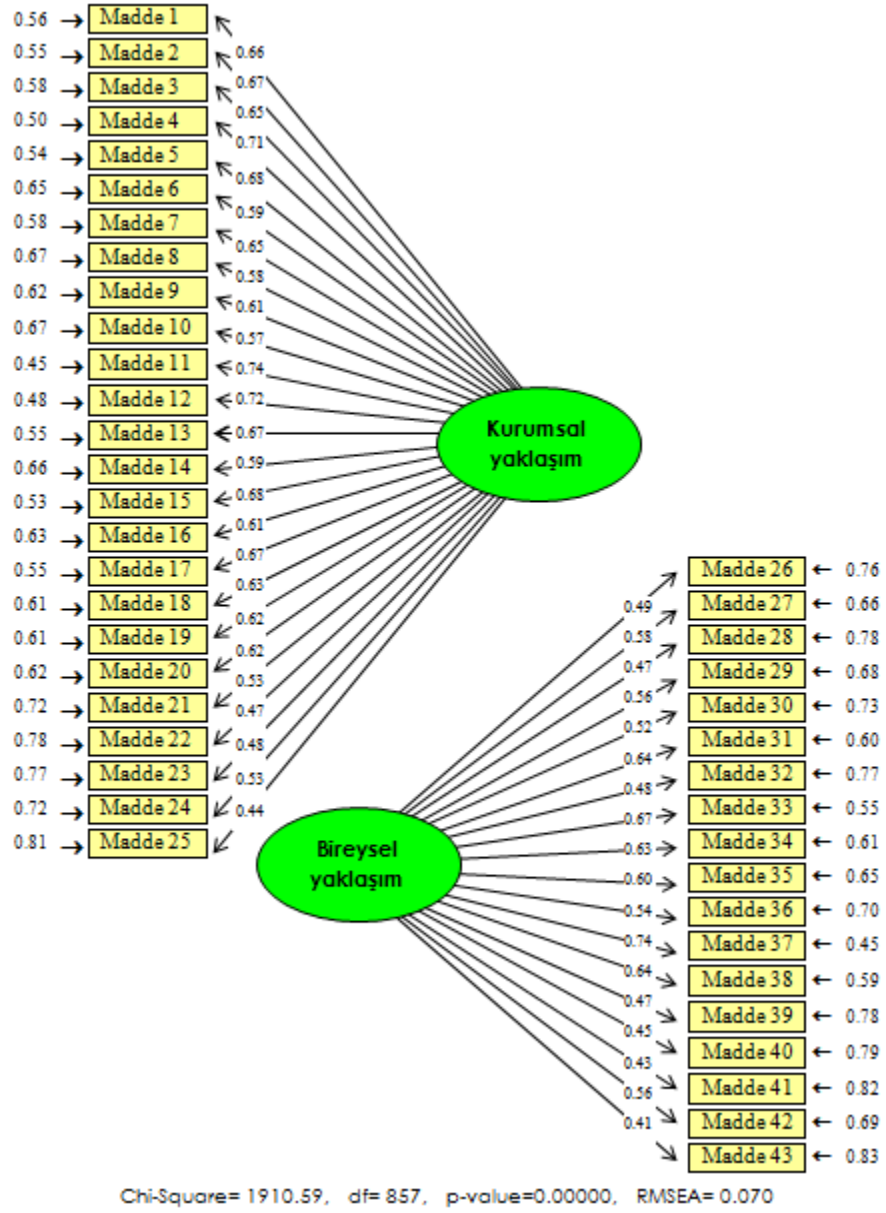 0.56 Madde 1
0.55 Madde 2
0.58 Madde 3
0.50 Madde 4
0.54 Madde 5
0.65 Madde 6
0.58 Madde 7
0.67 Madde 8
0.62 Madde 9
0.67 Madde 10
0.45 Madde 11
0.48 Madde 12
0.55 Madde 13
0.66 Madde 14
0.53 Madde 15
0.63 Madde 16
0.55 Madde 17
0.61 Madde 18
0.61 Madde 19
0.62 Madde 20
0.72 Madde 21
0.78 Madde 22
0.77 Madde 23
0.72 Madde 24
0.81 Madde 25
0.66
0.67
0.65
0.71
0.68
0.59
0.65
0.58
0.61
0.57
0.74
0.72
0.67
0.59
0.68
0.61
0.67
0.63
0.62
0.62
0.53
0.47
0.48
0.53
0.44
Kurumsal
yaklaşım
Bireysel
yaklaşım
0.49
0.58
0.47
0.56
0.52
0.64
0.48
0.67
0.63
0.60
0.54
0.74
0.64
0.47
0.45
0.43
0.56
0.41
Madde 26 0.76
Madde 27 0.66
Madde 28 0.78
Madde 29 0.68
Madde 30 0.73
Madde 31 0.60
Madde 32 0.77
Madde 33 0.55
Madde 34 0.61
Madde 35 0.65
Madde 36 0.70
Madde 37 0.45
Madde 38 0.59
Madde 39 0.78
Madde 40 0.79
Madde 41 0.82
Madde 42 0.69
Madde 43 0.83
Chi-Square= 1910.59, df= 857, p-value=0.00000, RMSEA= 0.070